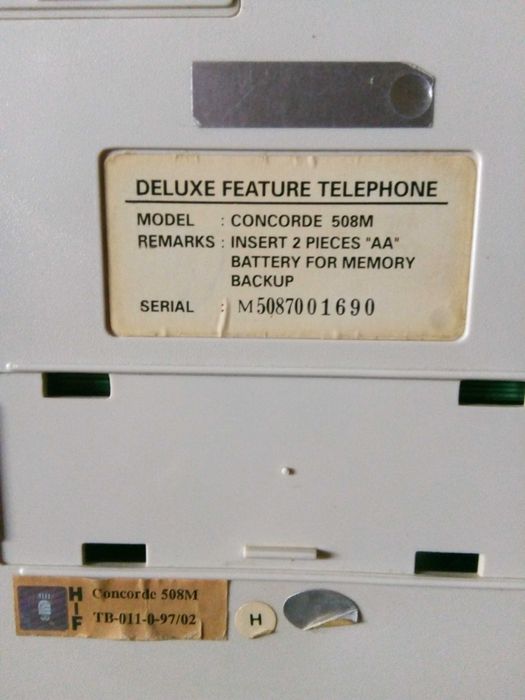 DELUXE FEATURE TELEPHONE
MODEL : CONCORDE 508M
REMARKS : INSERT 2 PIECES "AA"
BATTERY FOR MEMORY
BACKUP
SERIAL : M5087001690
HIF
Concorde 508M
TB-011-0-97/02
H